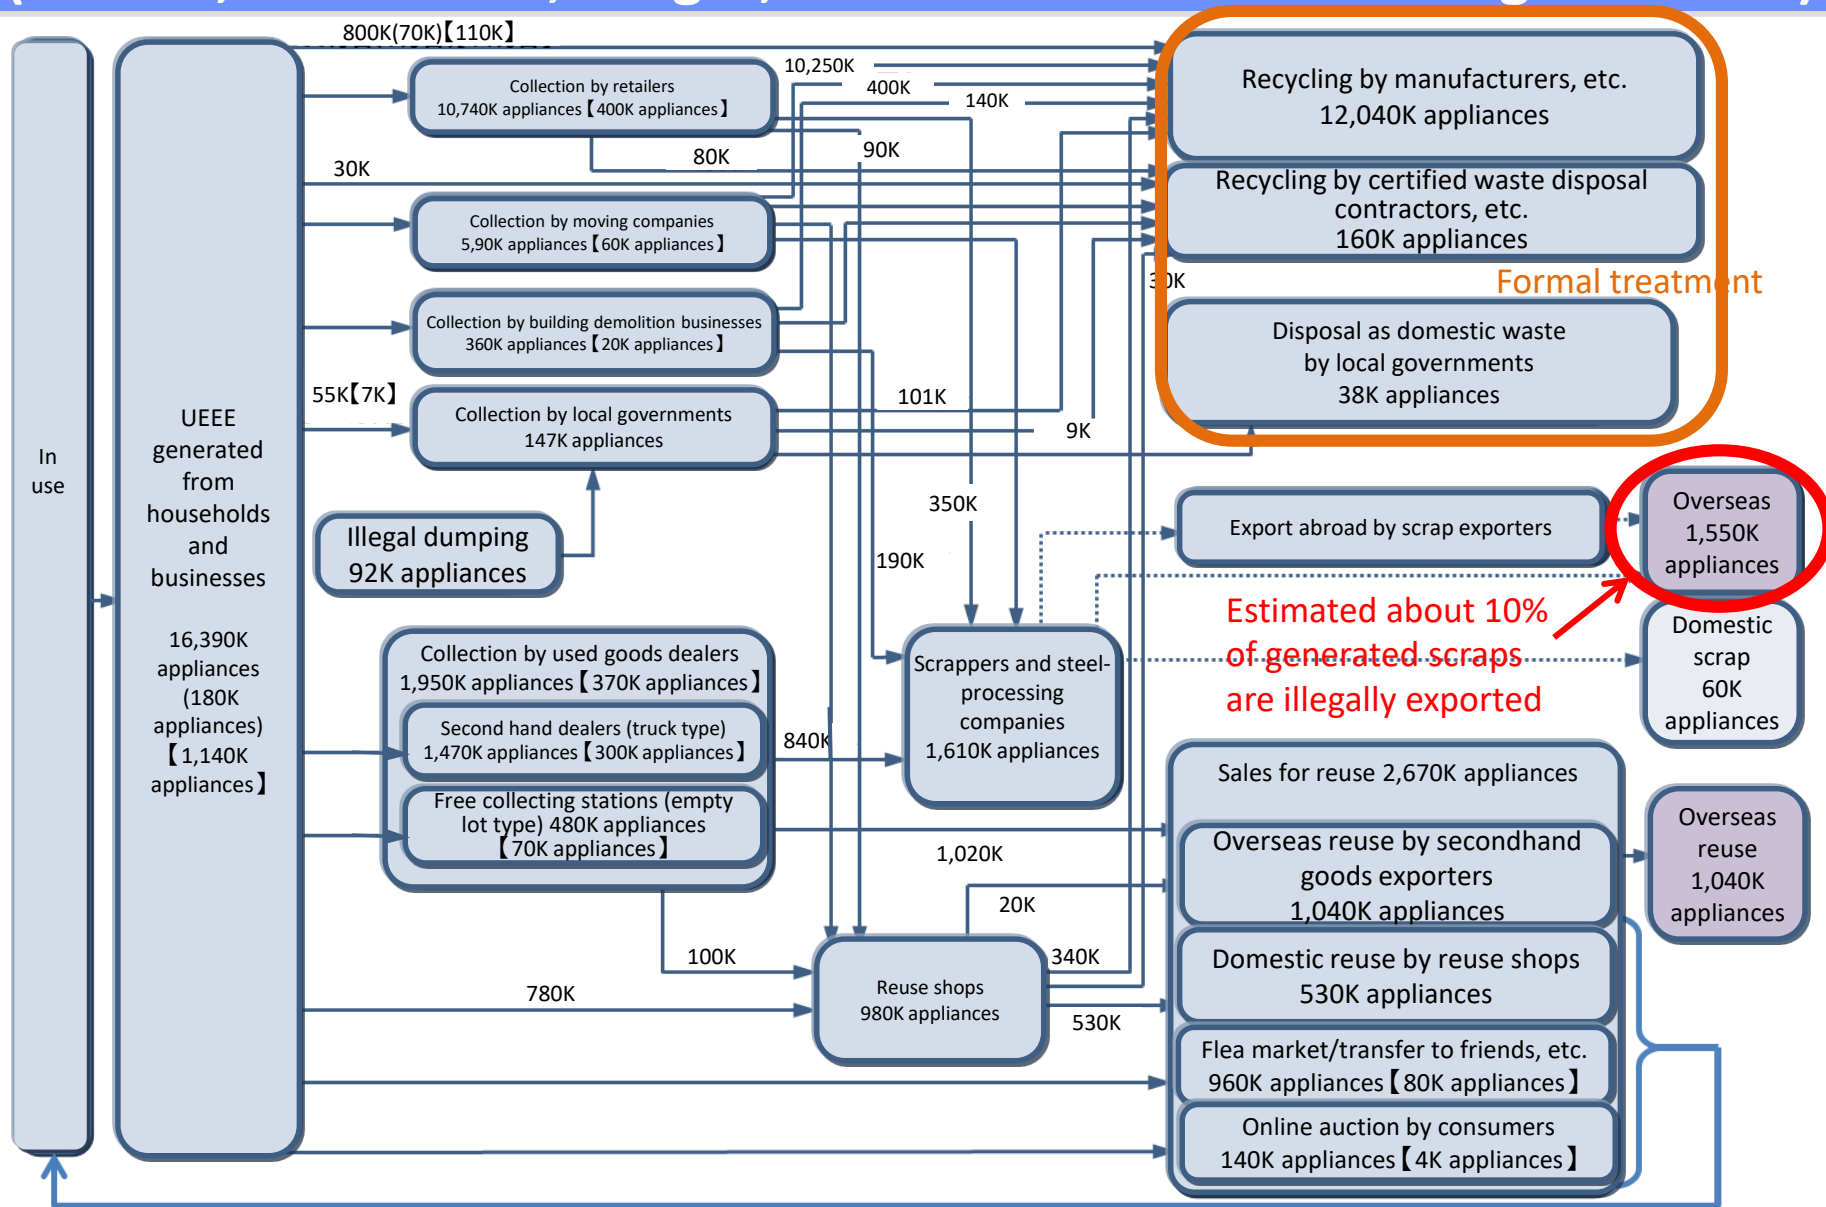 800K(70K)【110K】
In
use
UEEE
generated
from
households
and
businesses
16,390K
appliances
(180K
appliances)
【1,140K
appliances】
Collection by retailers
10,740K appliances【400K appliances】
10,250K
400K
140K
80K
90K
30K
Collection by moving companies
5,90K appliances【60K appliances】
Collection by building demolition businesses
360K appliances【20K appliances】
55K【7K】
Collection by local governments
147K appliances
101K
9K
Illegal dumping
92K appliances
350K
190K
Collection by used goods dealers
1,950K appliances【370K appliances】
Second hand dealers (truck type)
1,470K appliances【300K appliances】
Free collecting stations (empty
lot type) 480K appliances
【70K appliances】
840K
Scrappers and steel-
processing
companies
1,610K appliances
1,020K
20K
100K
780K
Reuse shops
980K appliances
340K
530K
Recycling by manufacturers, etc.
12,040K appliances
Recycling by certified waste disposal
contractors, etc.
160K appliances
30K
Formal treatment
Disposal as domestic waste
by local governments
38K appliances
Export abroad by scrap exporters
Overseas
1,550K
appliances
Estimated about 10%
of generated scraps
are illegally exported
Domestic
scrap
60K
appliances
Sales for reuse 2,670K appliances
Overseas reuse by secondhand
goods exporters
1,040K appliances
Overseas
reuse
1,040K
appliances
Domestic reuse by reuse shops
530K appliances
Flea market/transfer to friends, etc.
960K appliances【80K appliances】
Online auction by consumers
140K appliances【4K appliances】